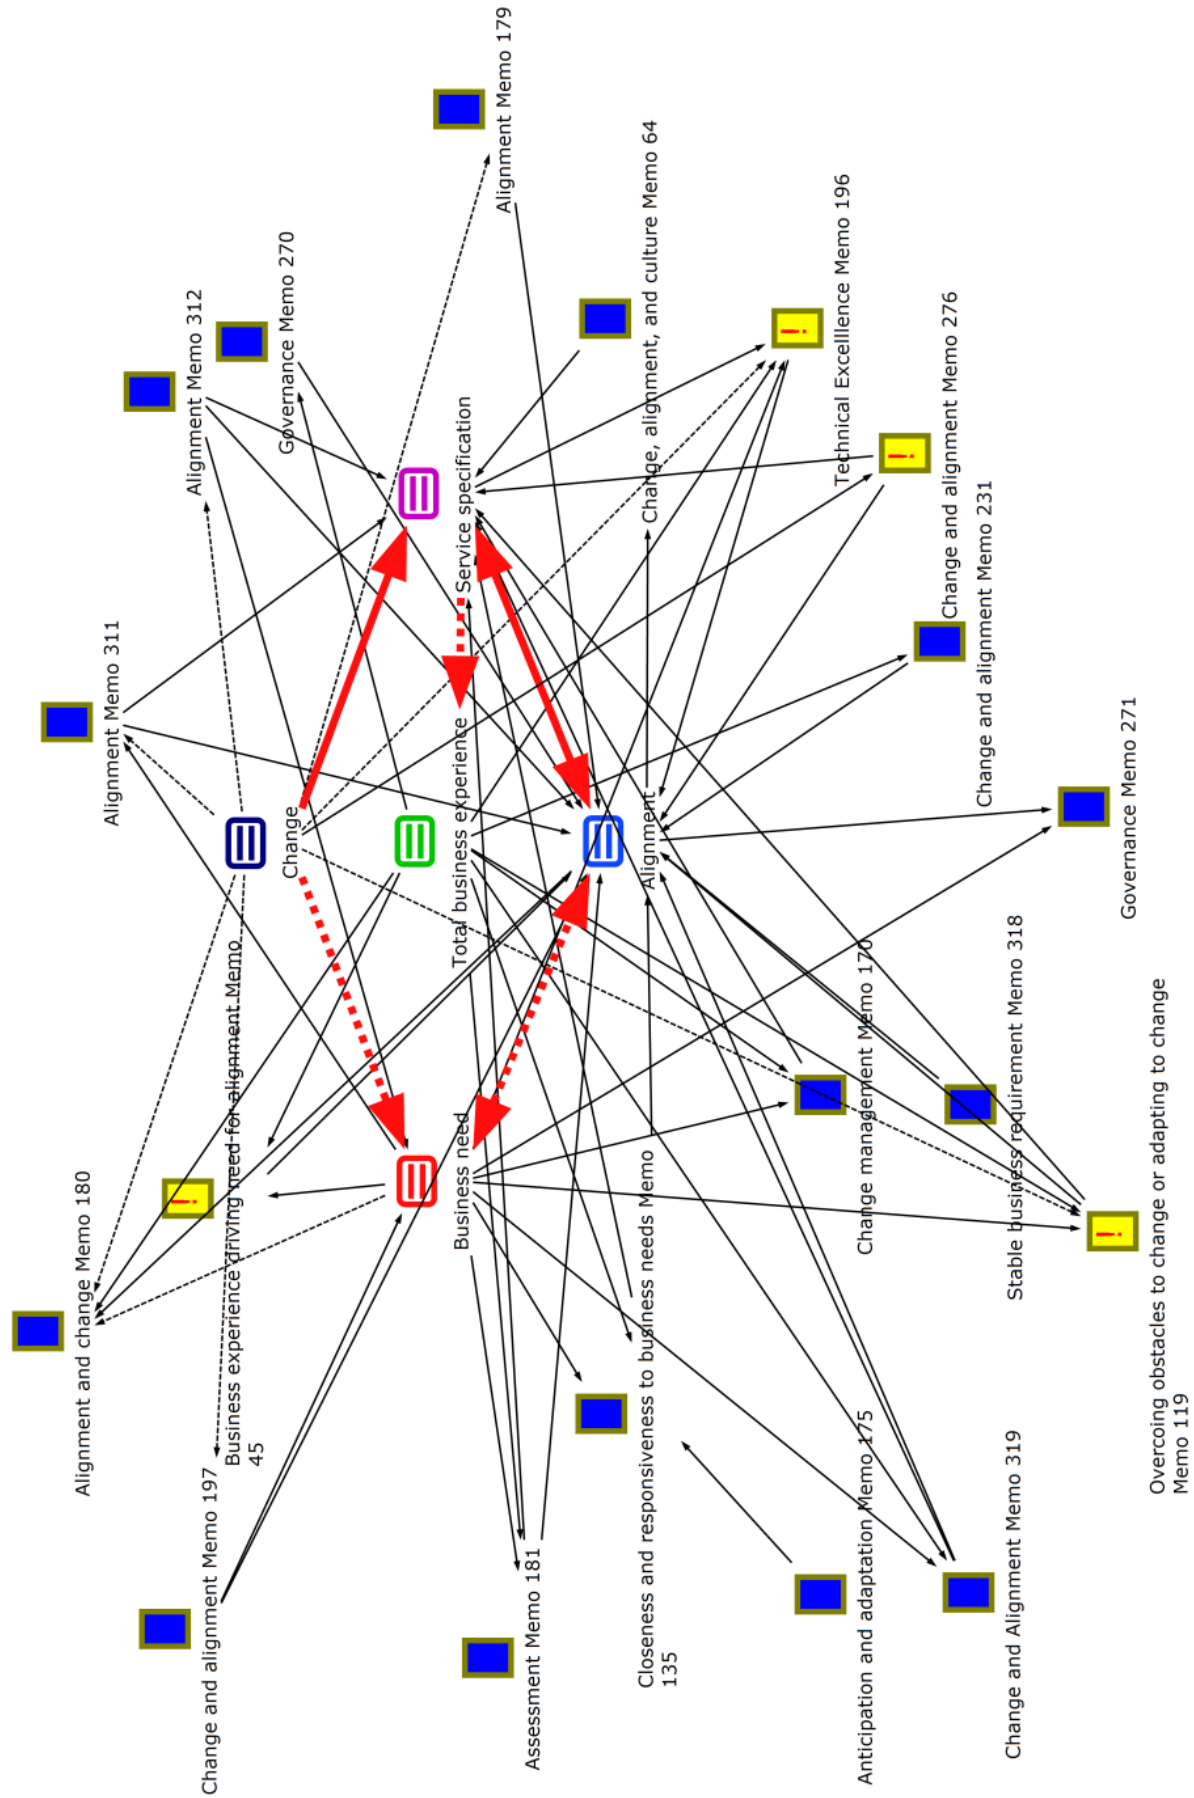 Alignment and change Memo 180
Alignment Memo 311
Alignment Memo 312
Change and alignment Memo 197
Business experience driving need for alignment Memo
45
Governance Memo 270
Change
Business need
Total business experience
Service specification
Alignment Memo 179
Assessment Memo 181
Closeness and responsiveness to business needs Memo
135
Alignment
Change, alignment, and culture Memo 64
Technical Excelllence Memo 196
Anticipation and adaptation Memo 175
Change management Memo 170
Change and alignment Memo 276
Change and alignment Memo 231
Change and Alignment Memo 319
Stable business requirement Memo 318
Governance Memo 271
Overcoing obstacles to change or adapting to change
Memo 119